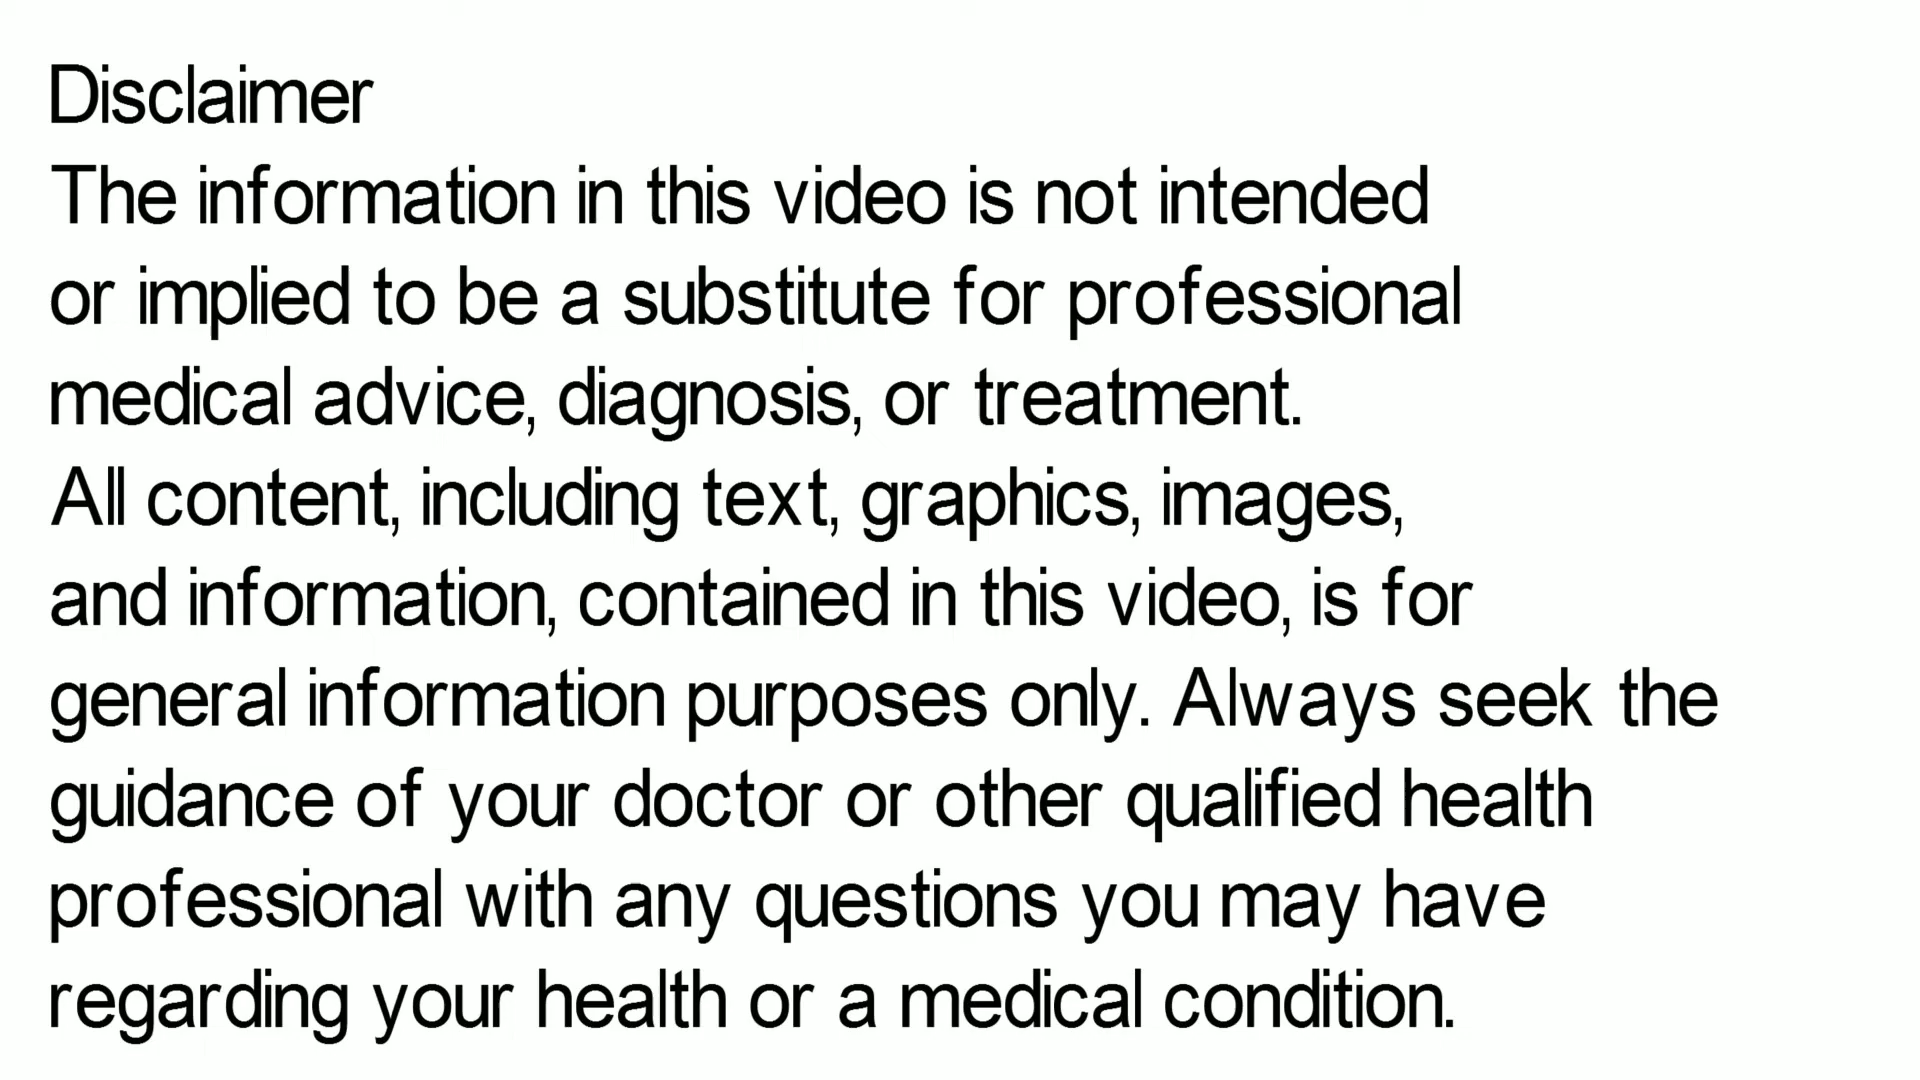 Disclaimer
The information in this video is not intended
or implied to be a substitute for professional
medical advice, diagnosis, or treatment.
All content, including text, graphics, images,
and information, contained in this video, is for
general information purposes only. Always seek the
guidance of your doctor or other qualified health
professional with any questions you may have
regarding your health or a medical condition.